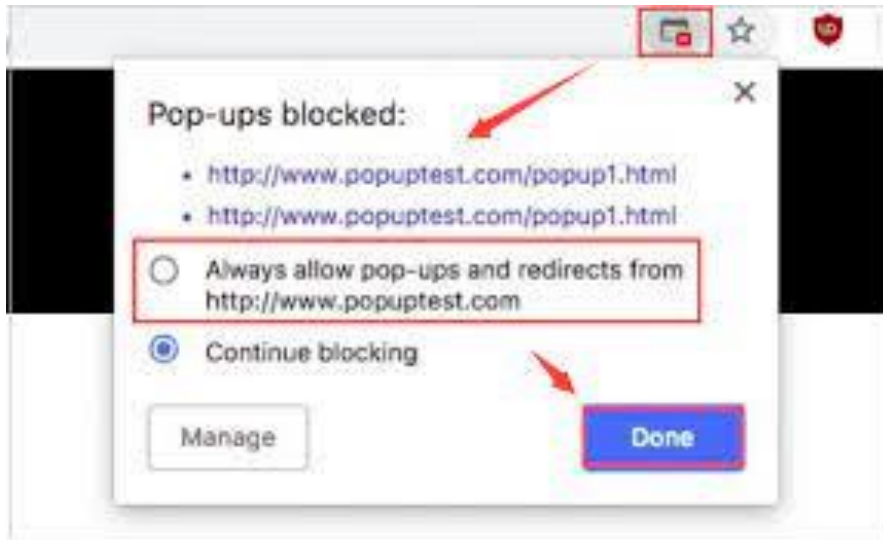 Pop-ups blocked:
• http://www.popuptest.com/popup1.html
• http://www.popuptest.com/popup1.html
Always allow pop-ups and redirects from
http://www.popuptest.com
Continue blocking
Manage
Done